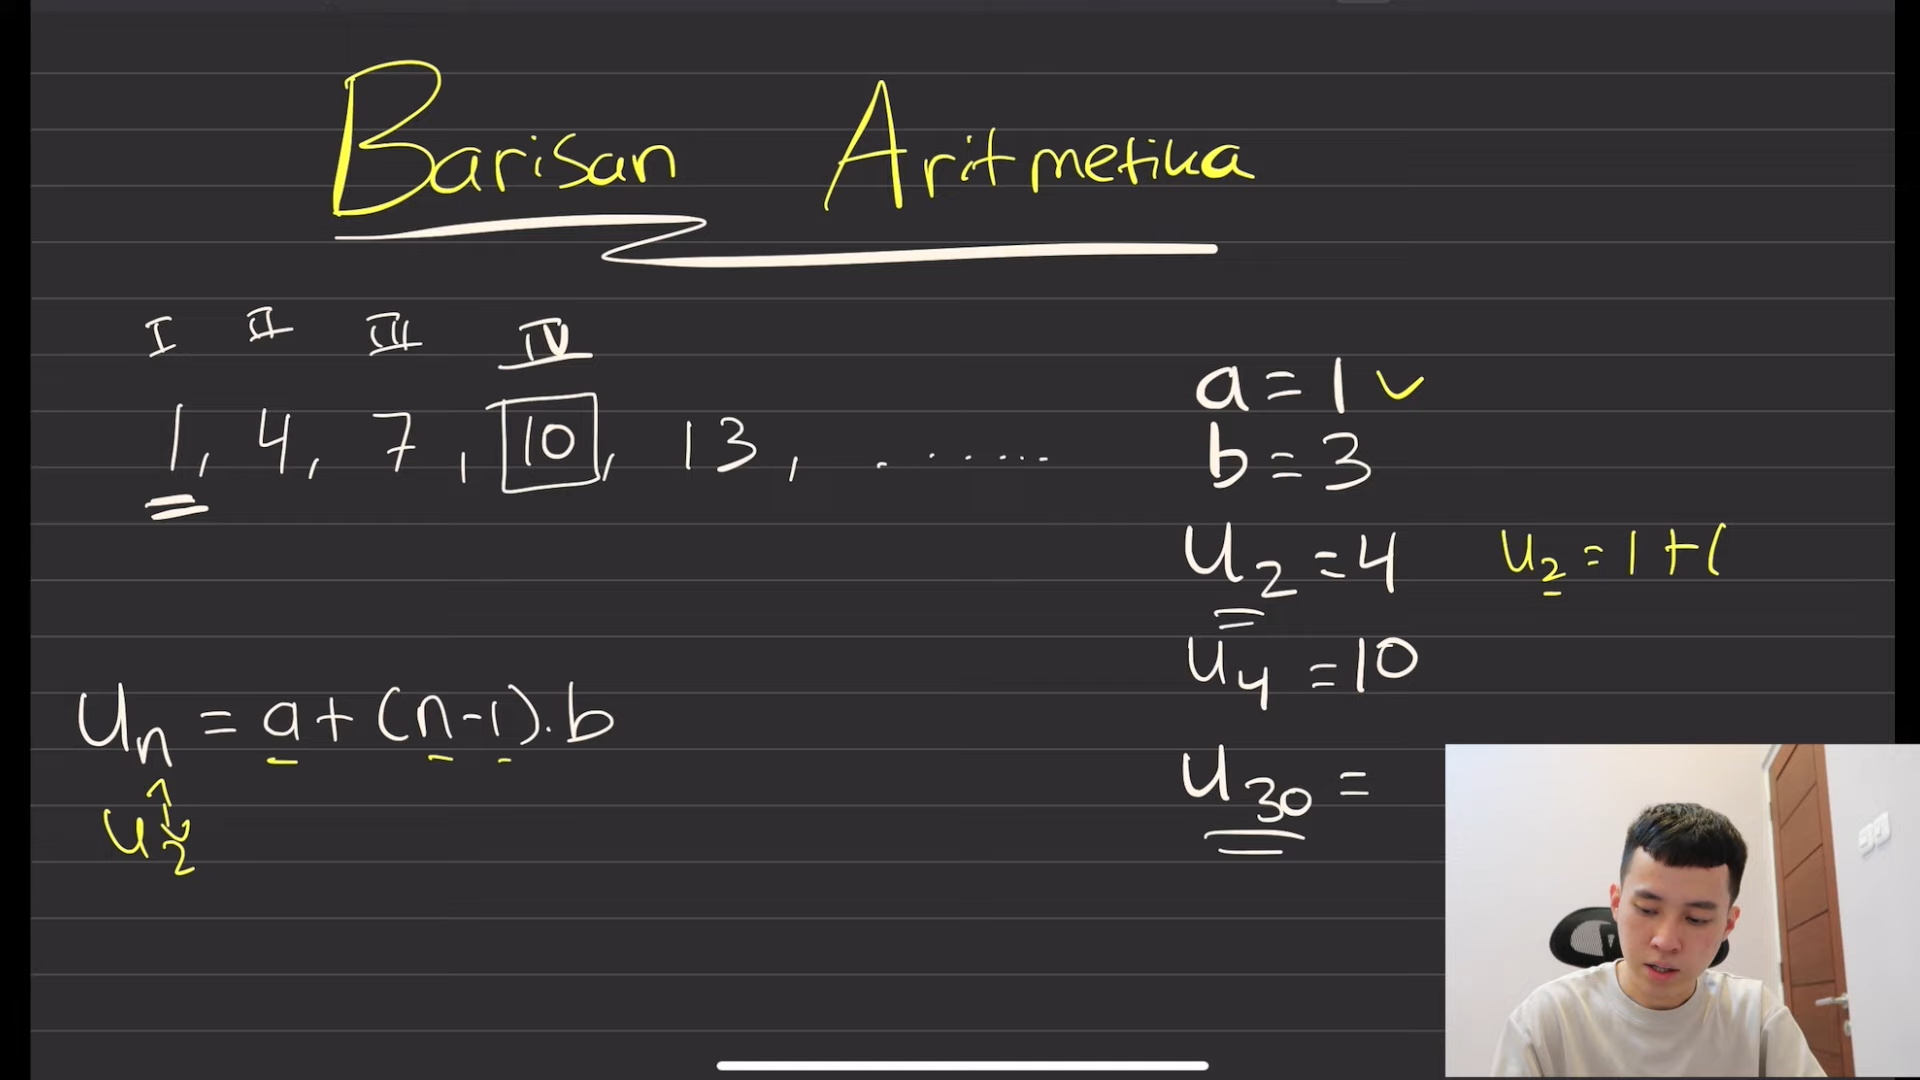 Barisan Aritmetika
I II III IV
1, 4, 7, 10, 13, .......
a = 1 ✓
b = 3
U2 = 4
U2 = 1 + (
U4 = 10
Un = a + (n-1).b
U2
U30 =